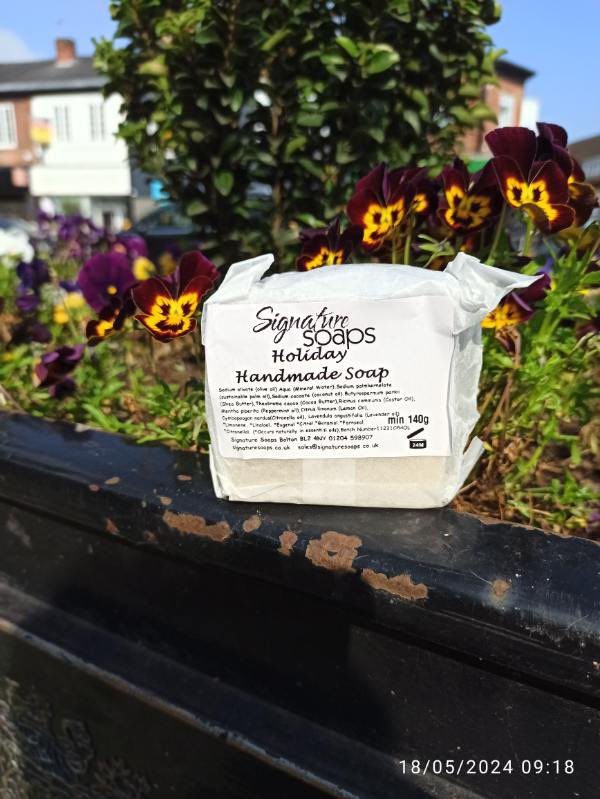 Signature
soaps
Holiday
Handmade Soap
Sodium olivate (olive oil) Aqua (Mineral Water), Sodium palmkernelate
(sustainable palm oil), Sodium cocoate (coconut oil) Butyrospermum parkii
(Shea Butter), Theobroma cacao (Cocoa Butter), Ricinus communis (Castor Oil),
Mentha piperita (Peppermint oil), Citrus limonum (Lemon Oil),
Cymbopogon nardus (Citronella oil), Lavendula angustifolia (Lavender oil)
*Limonene, *Linalool, *Eugenol *Citral *Geraniol *Farnesol
*Citronellol, (*Occurs naturally in essential oils), Batch Number
min 140g
Signature Soaps Bolton BL2 4NY 01204 598907
signaturesoaps.co.uk sales@signaturesoaps.co.uk
24M
18/05/2024 09:18